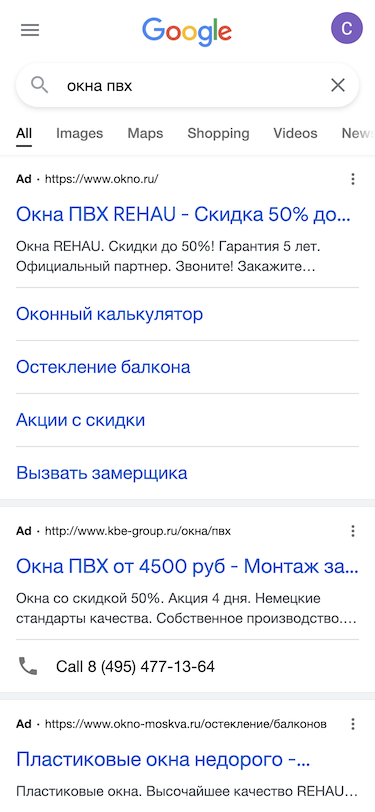 Google
C
окна пвх
All Images Maps Shopping Videos New
Ad · https://www.okno.ru/
Окна ПВХ REHAU - Скидка 50% до...
Окна REHAU. Скидки до 50%! Гарантия 5 лет.
Официальный партнер. Звоните! Закажите...
Оконный калькулятор
Остекление балкона
Акции с скидки
Вызвать замерщика
Ad · http://www.kbe-group.ru/окна/пвх
Окна ПВХ от 4500 руб - Монтаж за...
Окна со скидкой 50%. Акция 4 дня. Немецкие
стандарты качества. Собственное производство....
Call 8 (495) 477-13-64
Ad · https://www.okno-moskva.ru/остекление/балконов
Пластиковые окна недорого -...
Пластиковые окна. Высочайшее качество REHAU...